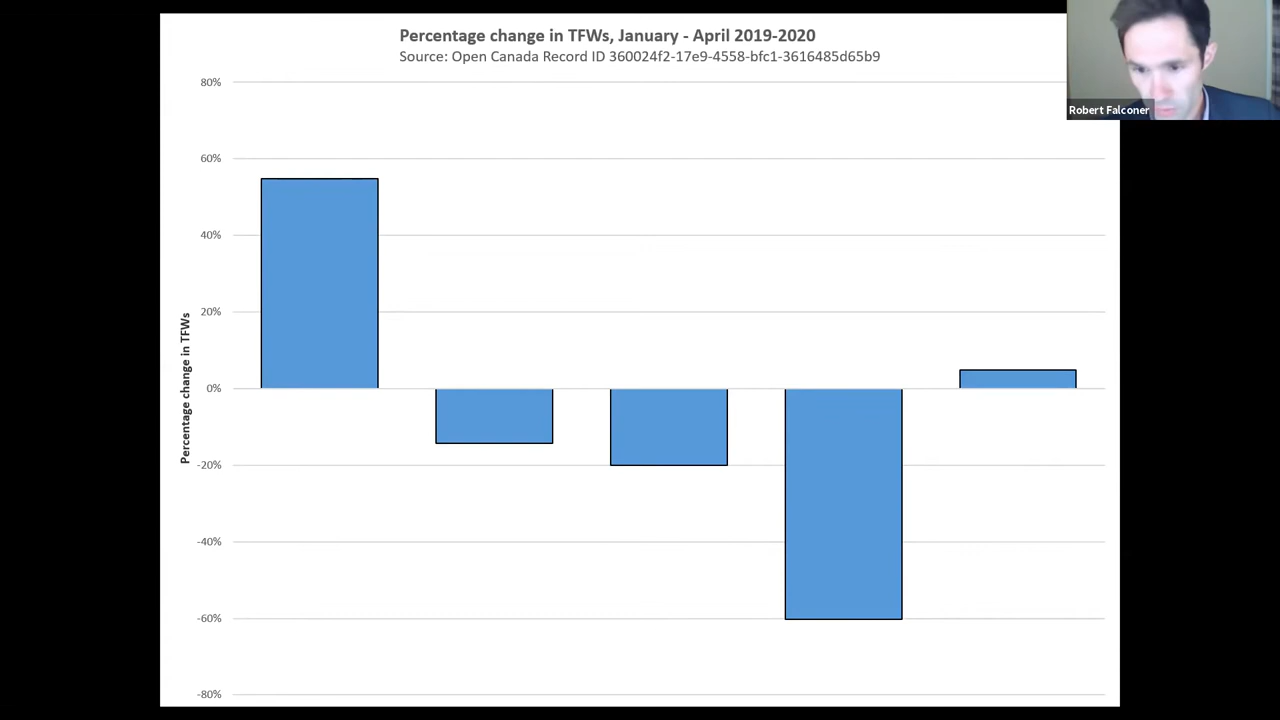 Percentage change in TFWs, January - April 2019-2020
Source: Open Canada Record ID 360024f2-17e9-4558-bfc1-3616485d65b9
Robert Falconer
80%
60%
40%
20%
0%
-20%
-40%
-60%
-80%
Percentage change in TFWs